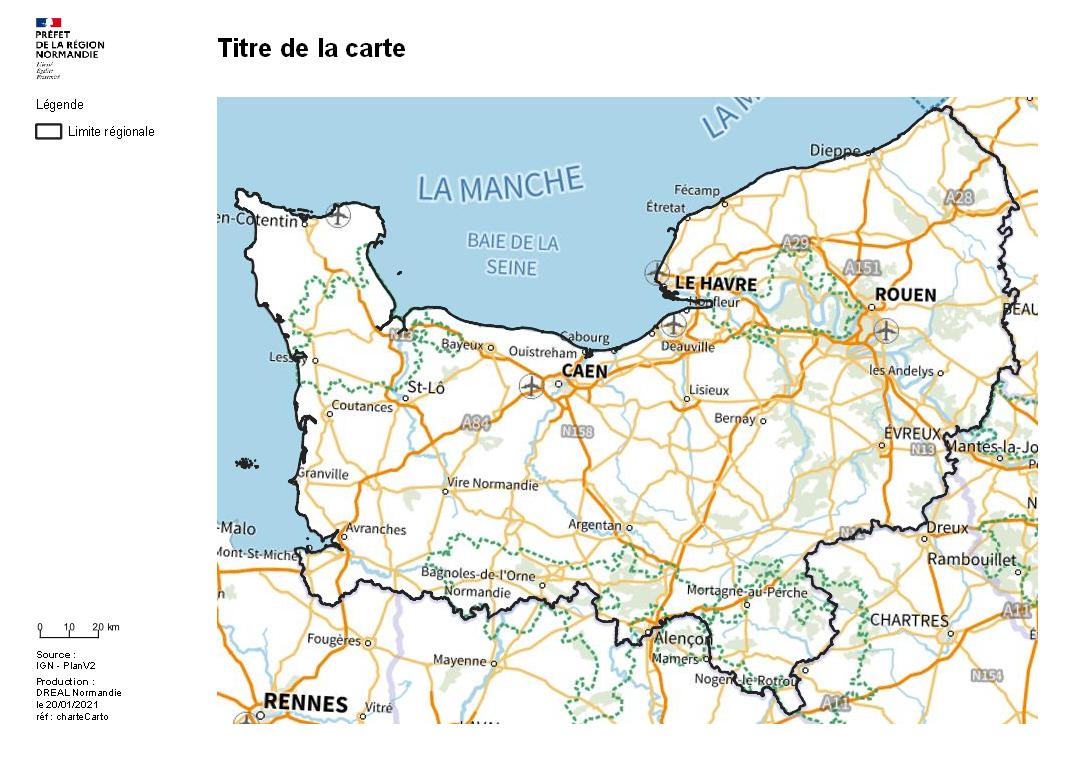 PRÉFET
DE LA RÉGION
NORMANDIE
Liberté
Égalité
Fraternité
Titre de la carte
Légende
Limite régionale
LA M
LA MANCHE
BAIE DE LA
SEINE
Dieppe
Fécamp
Étretat
A28
en-Cotentin
A29
A151
LE HAVRE
ROUEN
Honfleur
BEAU
N13
Cabourg
Bayeux
Ouistreham
Deauville
Lessay
CAEN
les Andelys
St-Lô
Lisieux
Coutances
Bernay
A84
N158
ÉVREUX
N13
Mantes-la-Jo
Granville
Vire Normandie
-Malo
Avranches
Argentan
Dreux
Mont-St-Miche
Rambouillet
Bagnoles-de-l'Orne
Normandie
Mortagne-au-Perche
A11
CHARTRES
Fougères
Alençon
Mayenne
Mamers
Nogent-le-Rotrou
N154
RENNES
Vitré
A11
LAVAL
0 10 20 km
Source :
IGN - PlanV2
Production :
DREAL Normandie
le 20/01/2021
réf : charteCarto